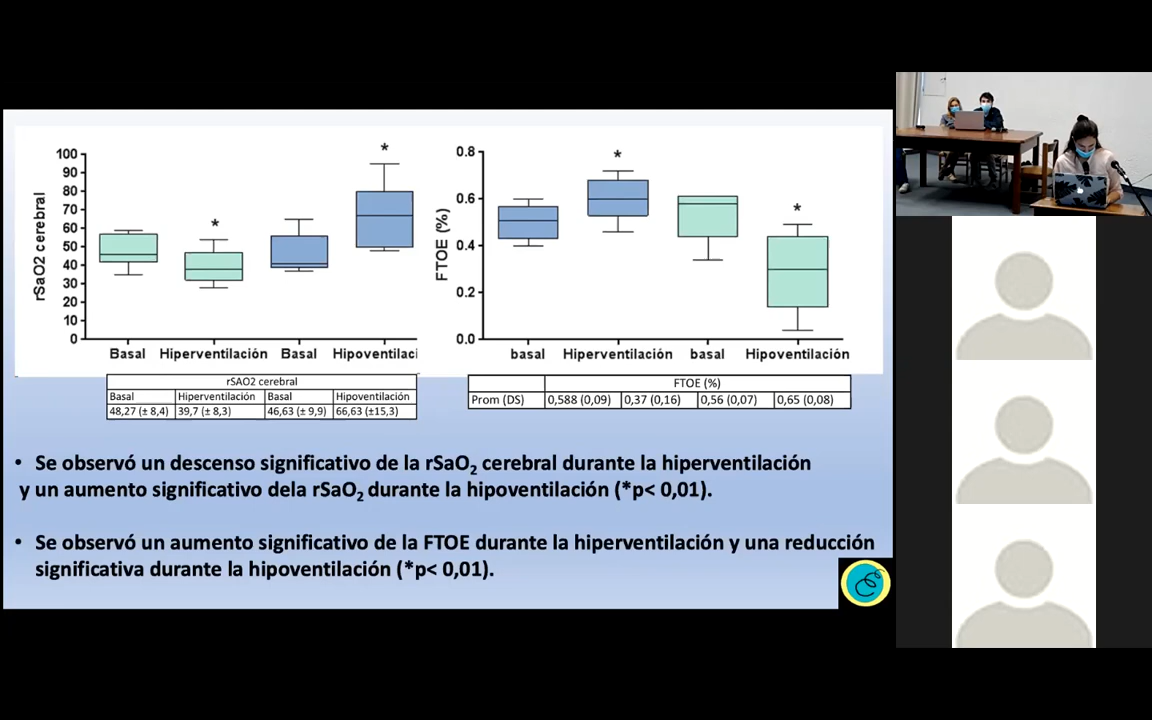 *
100
90
80
70
60
50
40
30
20
10
0
rSaO2 cerebral
*
Basal Hiperventilación Basal Hipoventilaci
0.8
0.6
0.4
0.2
0.0
FTOE (%)
*
*
basal Hiperventilación basal Hipoventilación
rSAO2 cerebral
Basal Hiperventilación Basal Hipoventilación
48,27 (± 8,4) 39,7 (± 8,3) 46,63 (± 9,9) 66,63 (±15,3)
FTOE (%)
Prom (DS) 0,588 (0,09) 0,37 (0,16) 0,56 (0,07) 0,65 (0,08)
• Se observó un descenso significativo de la rSaO2 cerebral durante la hiperventilación
y un aumento significativo dela rSaO2 durante la hipoventilación (*p< 0,01).
• Se observó un aumento significativo de la FTOE durante la hiperventilación y una reducción
significativa durante la hipoventilación (*p< 0,01).